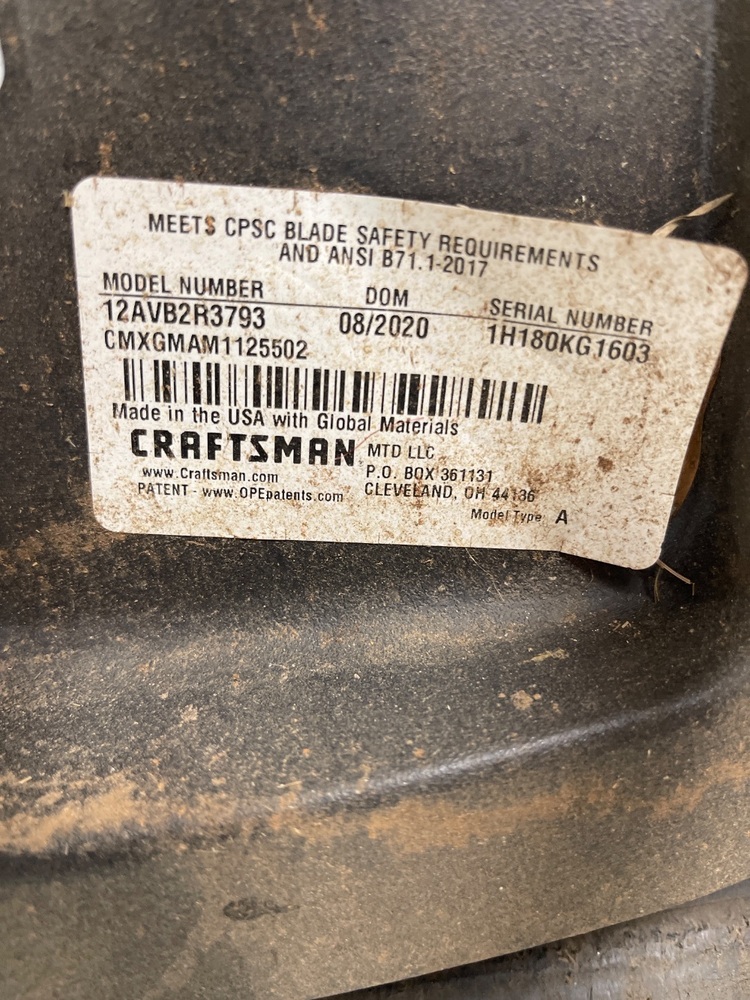 MEETS CPSC BLADE SAFETY REQUIREMENTS
AND ANSI B71.1-2017
MODEL NUMBER DOM SERIAL NUMBER
12AVB2R3793 08/2020 1H180KG1603
CMXGMAM1125502
Made in the USA with Global Materials
CRAFTSMAN MTD LLC
www.Craftsman.com P.O. BOX 361131
PATENT - www.OPEpatents.com CLEVELAND, OH 44136
Model Type A